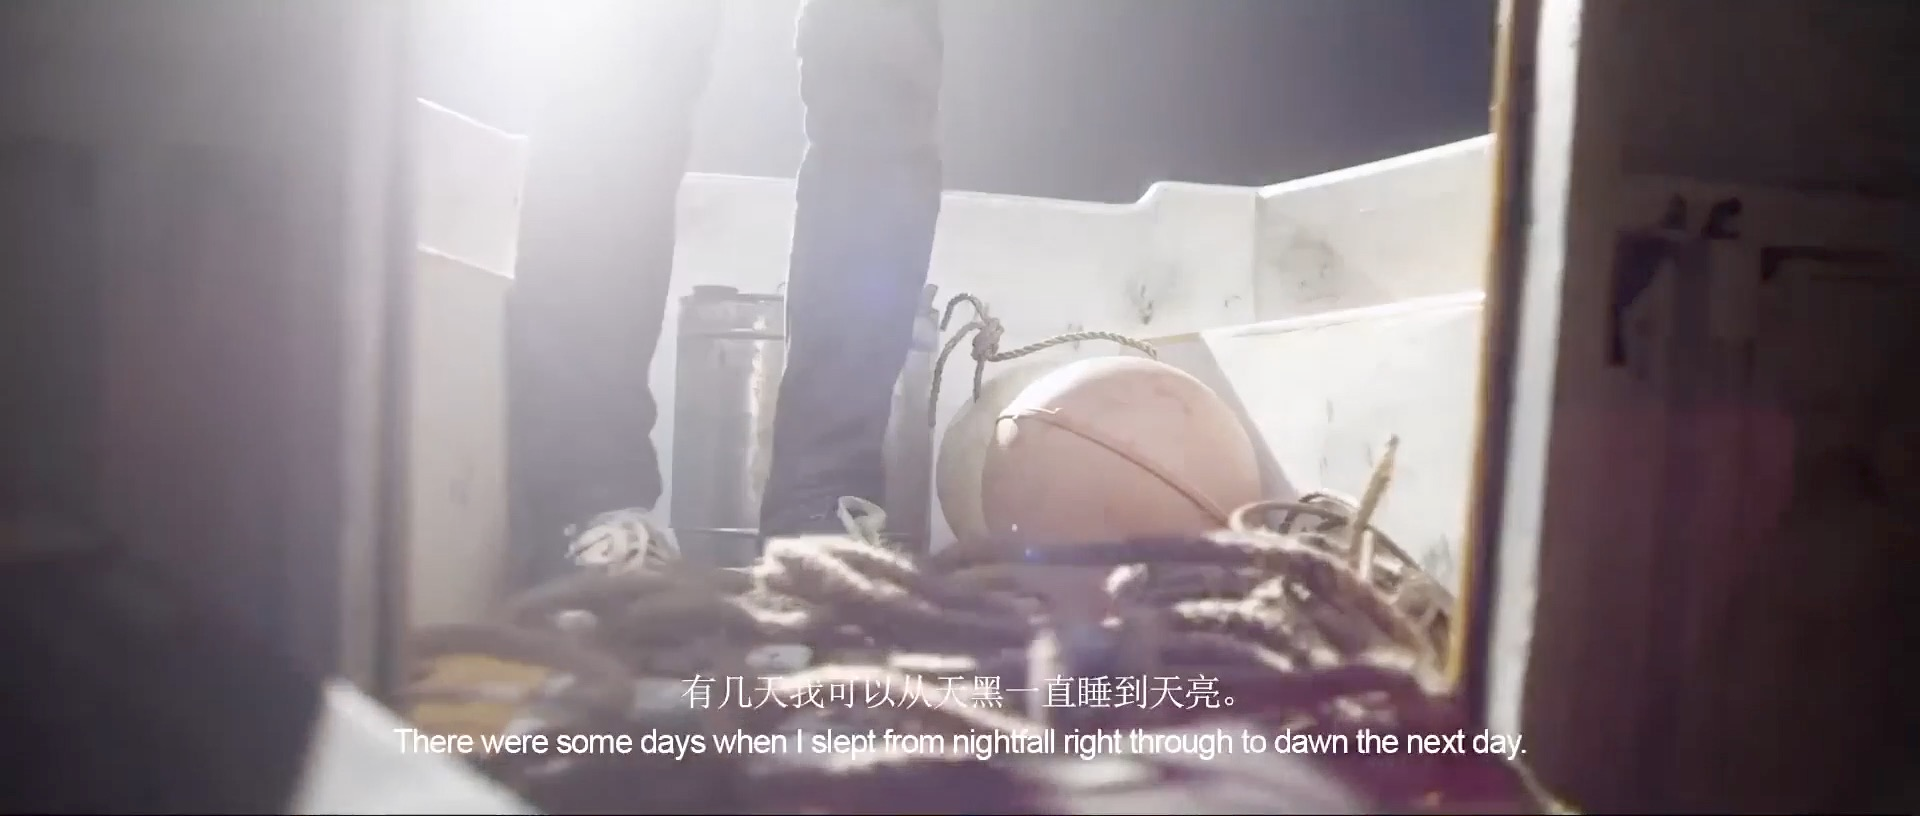 有几天我可以从天黑一直睡到天亮。
There were some days when I slept from nightfall right through to dawn the next day.